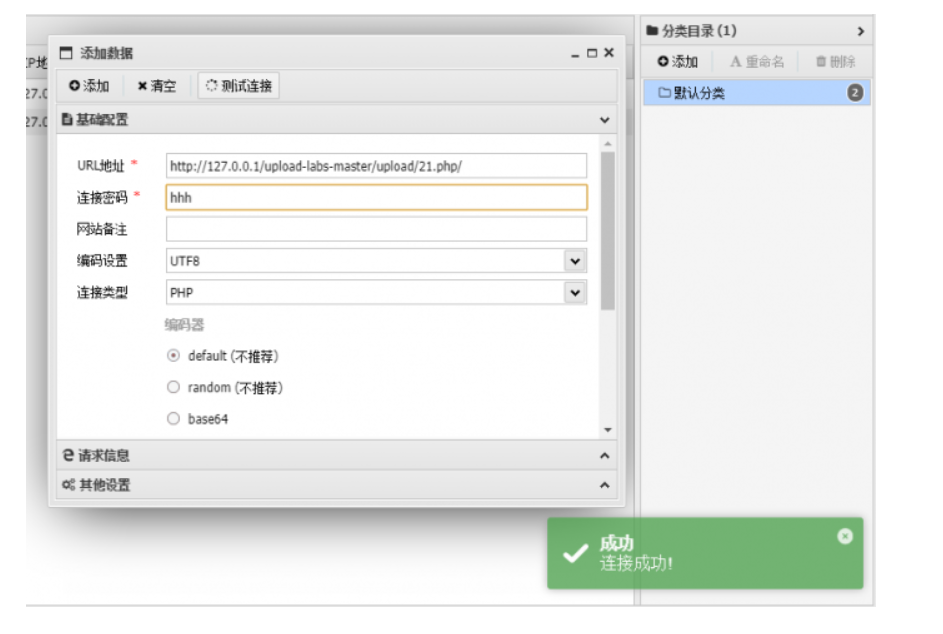 分类目录 (1)
添加数据
IP地
添加 重命名 删除
添加 清空 测试连接
默认分类 2
27.0
基础配置
27.0
URL地址 *
http://127.0.0.1/upload-labs-master/upload/21.php/
连接密码 *
hhh
网站备注
编码设置
UTF8
连接类型
PHP
编码器
default (不推荐)
random (不推荐)
base64
请求信息
其他设置
成功
连接成功!